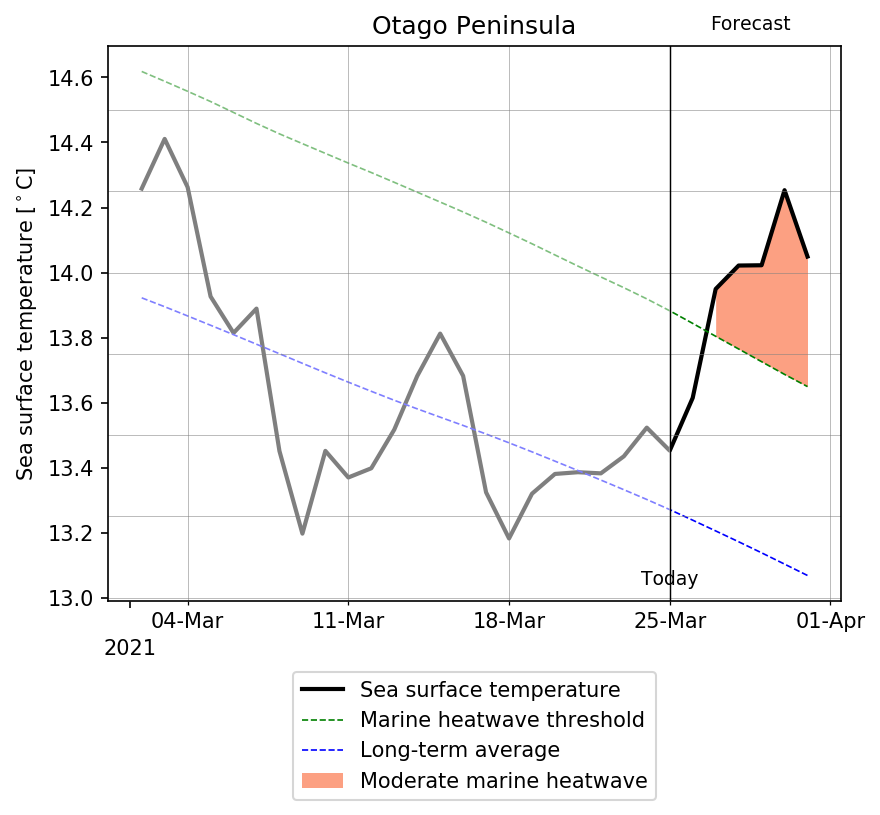 Otago Peninsula
Forecast
Sea surface temperature [°C]
14.6
14.4
14.2
14.0
13.8
13.6
13.4
13.2
13.0
Today
04-Mar
11-Mar
18-Mar
25-Mar
01-Apr
2021
Sea surface temperature
Marine heatwave threshold
Long-term average
Moderate marine heatwave